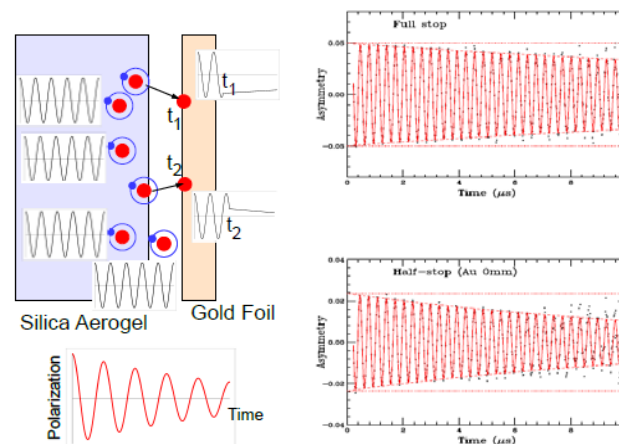 t₁
t₁
t₂
t₂
Silica Aerogel
Gold Foil
Polarization
Time
Full stop
0.05
0.00
−0.05
Asymmetry
0
2
4
6
8
Time (μs)
Half−stop (Au 0mm)
0.04
0.02
0.00
−0.02
−0.04
Asymmetry
0
2
4
6
8
Time (μs)